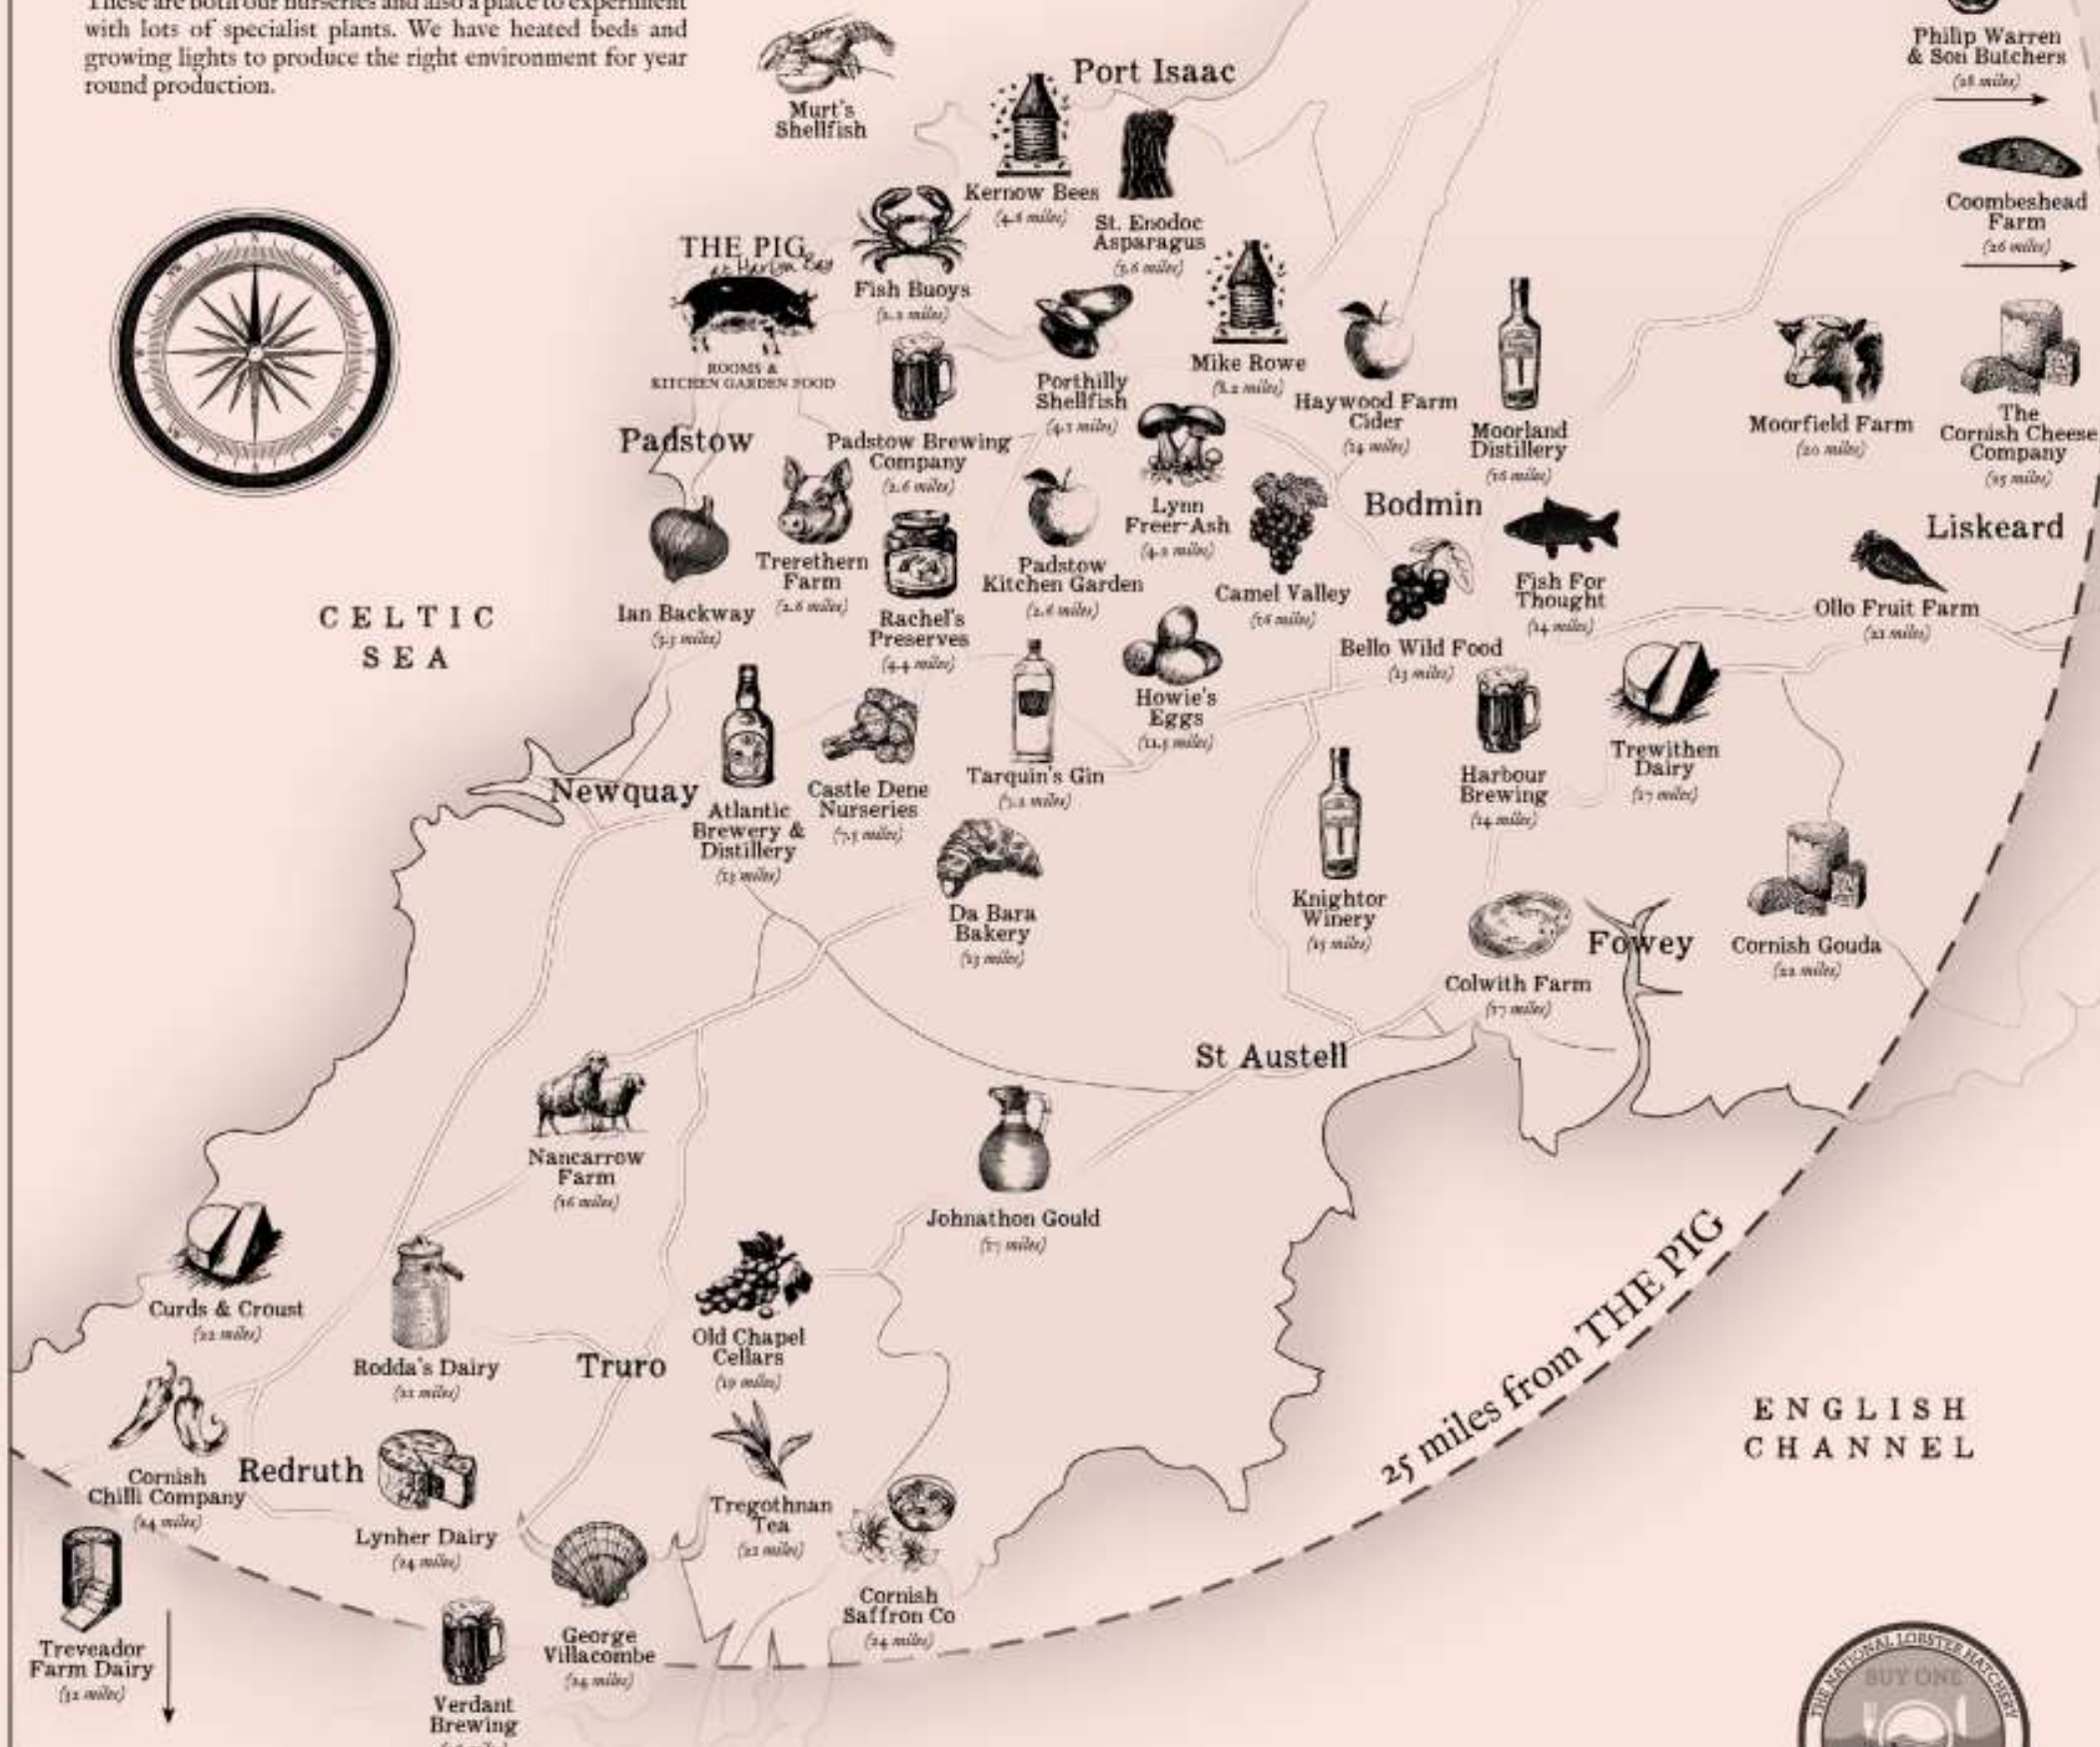 These are both our nurseries and also a place to experiment
with lots of specialist plants. We have heated beds and
growing lights to produce the right environment for year
round production.
Murt's
Shellfish
Port Isaac
Philip Warren
& Son Butchers
(28 miles)
Kernow Bees
St. Enodoc
Asparagus
Coombeshead
Farm
(26 miles)
THE PIG
at Harlyn Bay
ROOMS &
KITCHEN GARDEN FOOD
Fish Buoys
Padstow
Padstow Brewing
Company
(2.6 miles)
Porthilly
Shellfish
Mike Rowe
Haywood Farm
Cider
(14 miles)
Moorland
Distillery
(16 miles)
Moorfield Farm
(20 miles)
The
Cornish Cheese
Company
(25 miles)
Lynn
Freer-Ash
Bodmin
Liskeard
Ian Backway
Trerethern
Farm
(2.6 miles)
Rachel's
Preserves
(4.4 miles)
Padstow
Kitchen Garden
(2.6 miles)
Camel Valley
(16 miles)
Fish For
Thought
(14 miles)
Ollo Fruit Farm
Bello Wild Food
(13 miles)
CELTIC
SEA
Howie's
Eggs
Newquay
Atlantic
Brewery &
Distillery
(13 miles)
Castle Dene
Nurseries
Tarquin's Gin
Harbour
Brewing
(14 miles)
Trewithen
Dairy
(17 miles)
Da Bara
Bakery
(13 miles)
Knightor
Winery
(15 miles)
Colwith Farm
(17 miles)
Fowey
Cornish Gouda
(22 miles)
St Austell
Nancarrow
Farm
(16 miles)
Johnathon Gould
(17 miles)
Curds & Croust
(22 miles)
Rodda's Dairy
Truro
Old Chapel
Cellars
(19 miles)
25 miles from THE PIG
ENGLISH
CHANNEL
Cornish
Chilli Company
(24 miles)
Redruth
Lynher Dairy
(24 miles)
Tregothnan
Tea
Treveador
Farm Dairy
(32 miles)
Verdant
Brewing
George
Villacombe
(24 miles)
Cornish
Saffron Co
(24 miles)
THE NATIONAL LOBSTER HATCHERY
BUY ONE